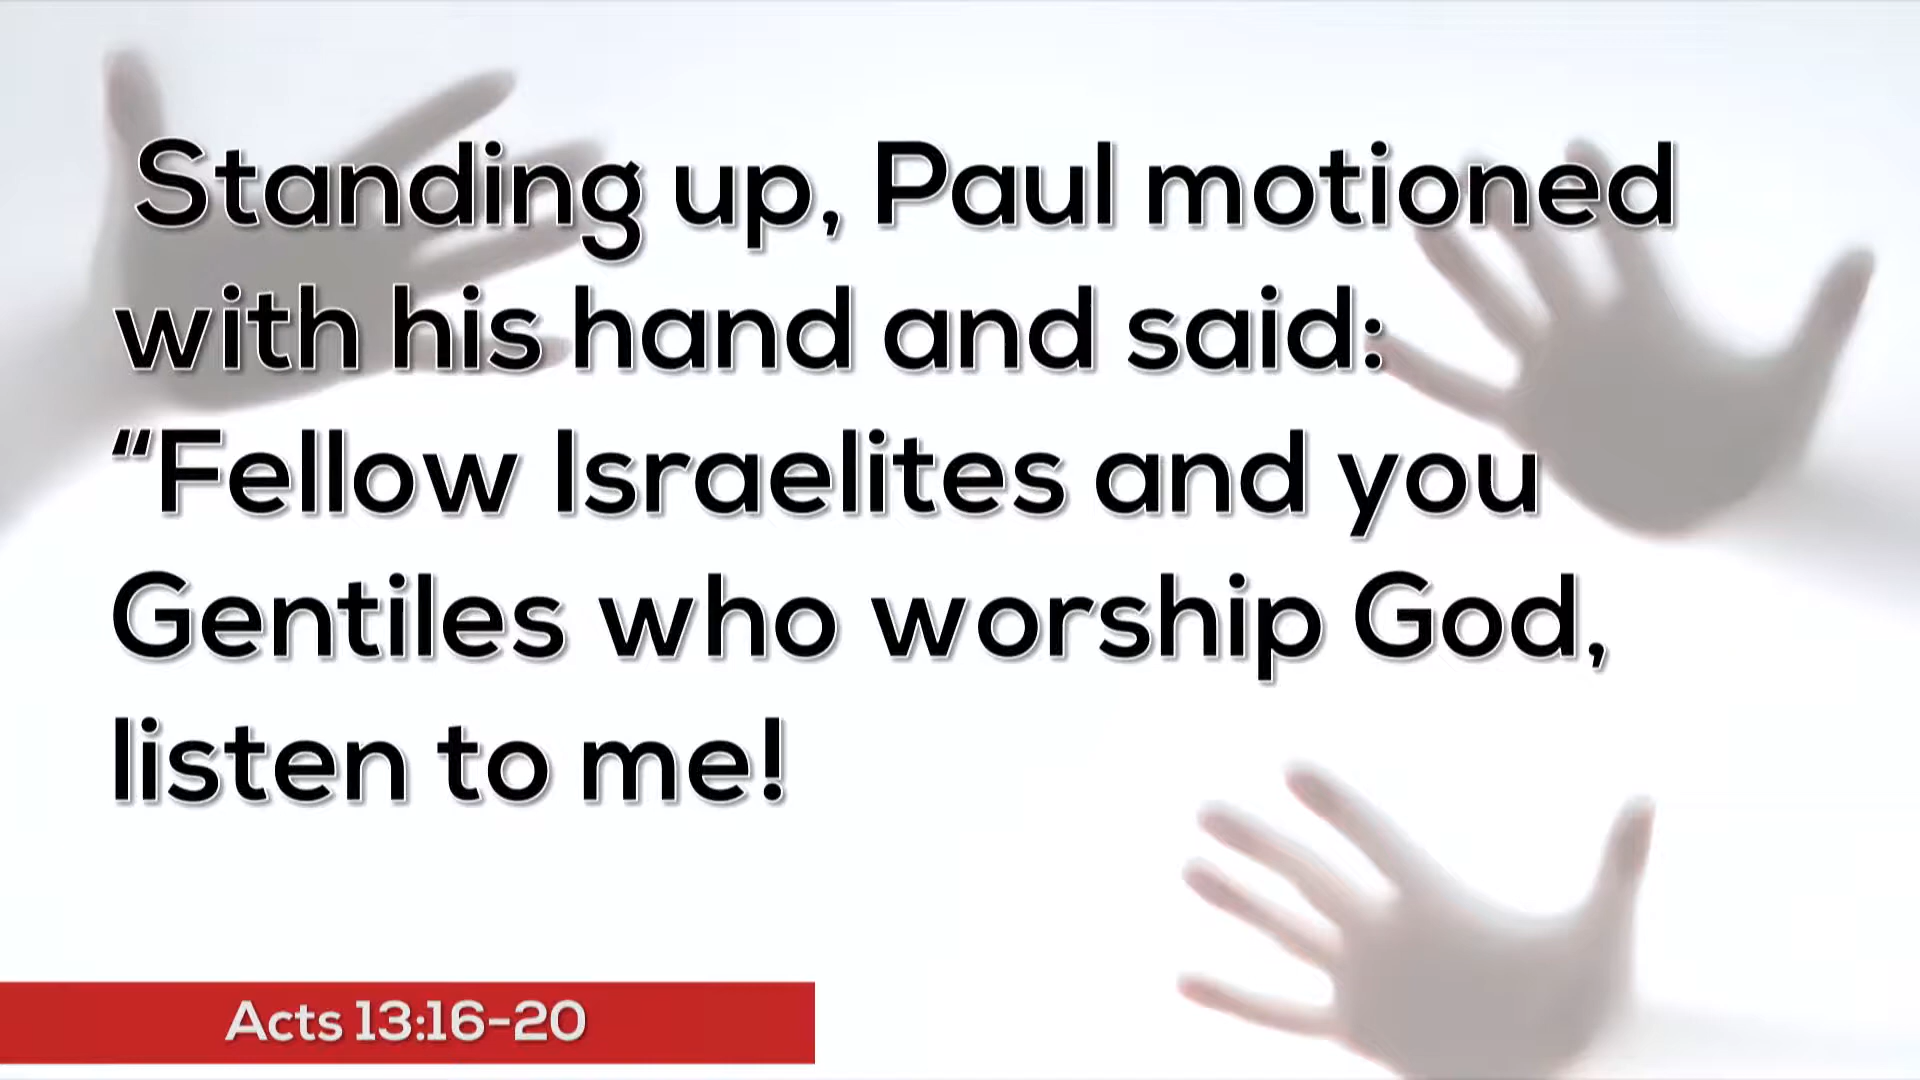 Standing up, Paul motioned
with his hand and said:
“Fellow Israelites and you
Gentiles who worship God,
listen to me!
Acts 13:16-20